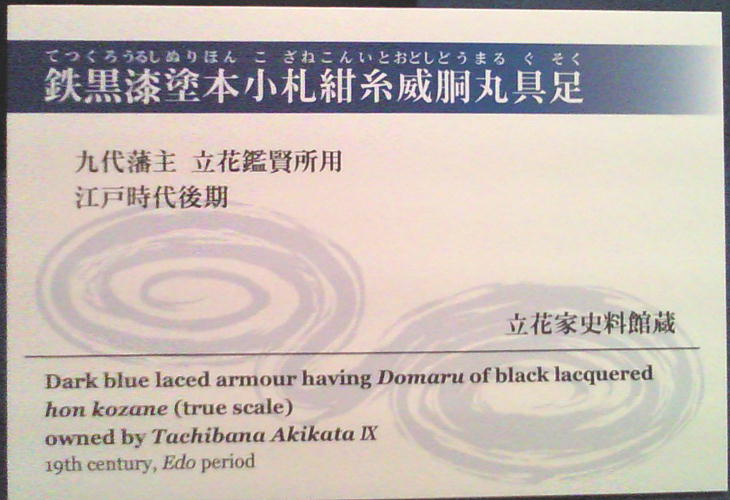 てつくろうるしぬりほん こ ざねこんいとおどしどうまる ぐ そく
鉄黒漆塗本小札紺糸威胴丸具足
九代藩主 立花鑑賢所用
江戸時代後期
立花家史料館蔵
Dark blue laced armour having Domaru of black lacquered
hon kozane (true scale)
owned by Tachibana Akikata Ⅸ
19th century, Edo period